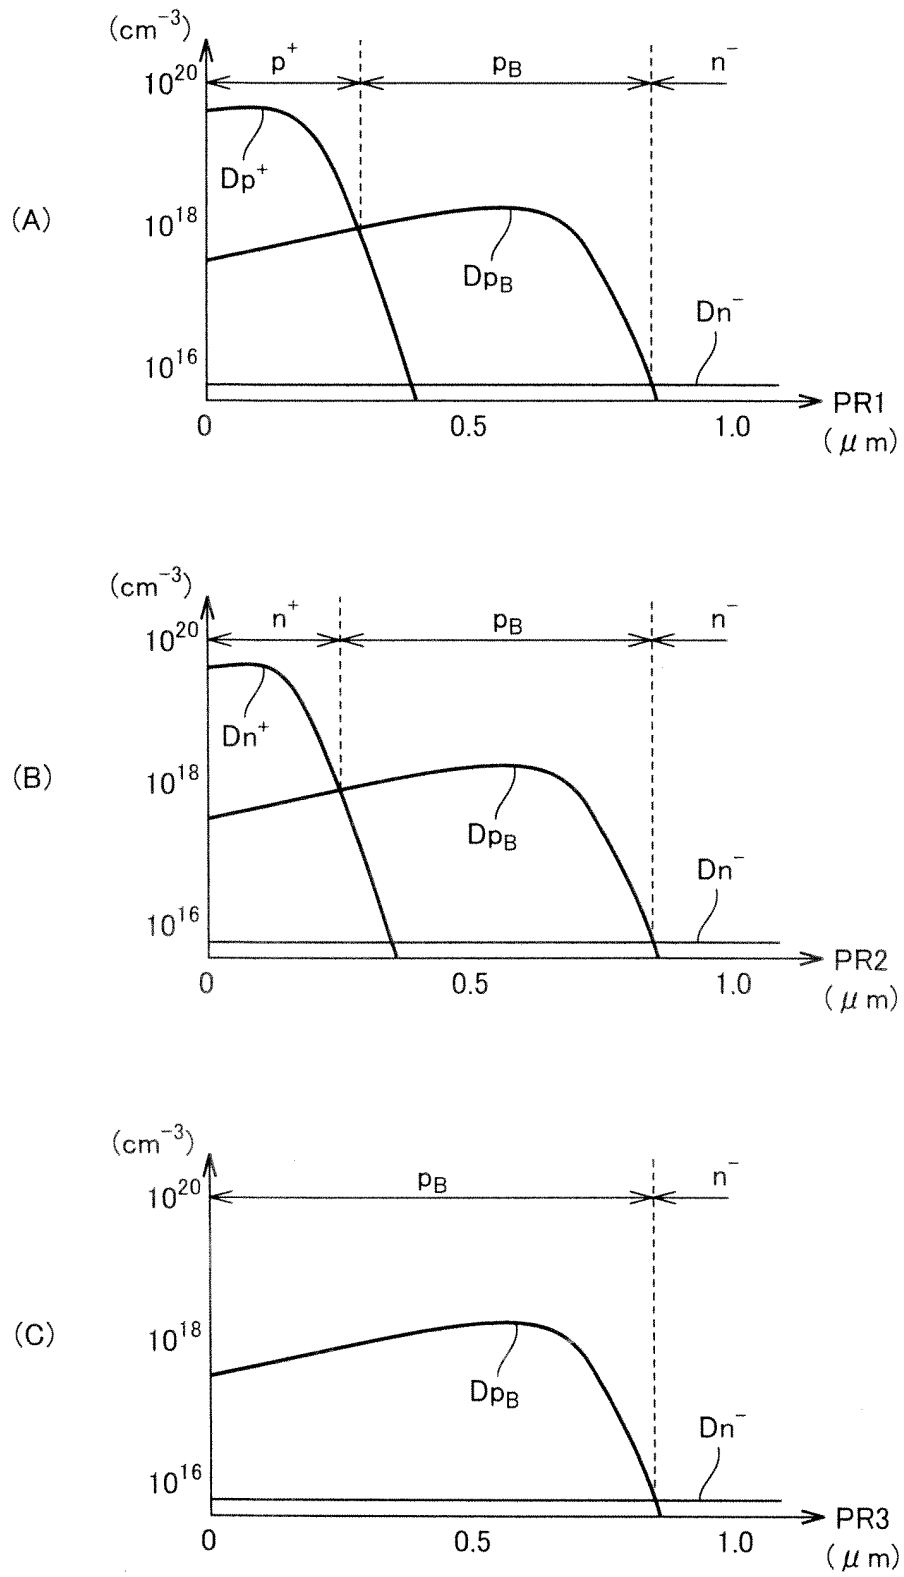 (cm⁻³)
p⁺ p_B n⁻
10²⁰
Dp⁺
(A)
10¹⁸
Dp_B
Dn⁻
10¹⁶
0 0.5 1.0 PR1
(μm)
(cm⁻³)
n⁺ p_B n⁻
10²⁰
Dn⁺
(B)
10¹⁸
Dp_B
Dn⁻
10¹⁶
0 0.5 1.0 PR2
(μm)
(cm⁻³)
p_B n⁻
10²⁰
(C)
10¹⁸
Dp_B
Dn⁻
10¹⁶
0 0.5 1.0 PR3
(μm)